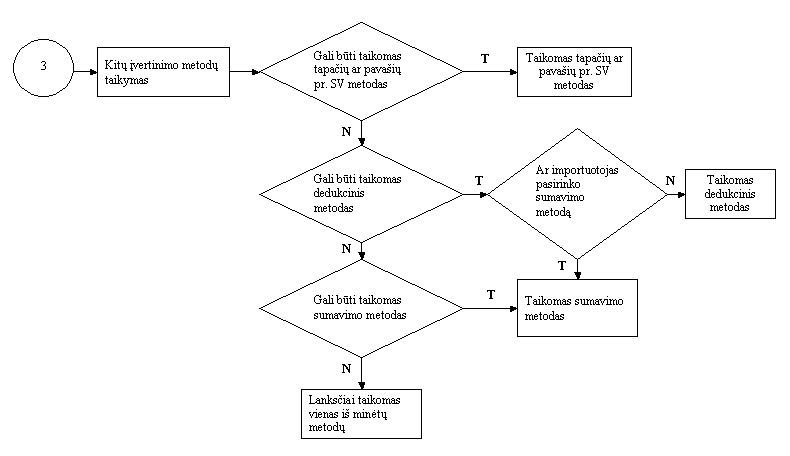 3
Kitų įvertinimo metodų
taikymas
Gali būti taikomas
tapačių ar pavašių
pr. SV metodas
T
Taikomas tapačių ar
pavašių pr. SV
metodas
N
Gali būti taikomas
dedukcinis
metodas
T
Ar importuotojas
pasirinko
sumavimo
metodą
N
Taikomas
dedukcinis
metodas
N
T
Gali būti taikomas
sumavimo metodas
T
Taikomas sumavimo
metodas
N
Lanksčiai taikomas
vienas iš minėtų
metodų